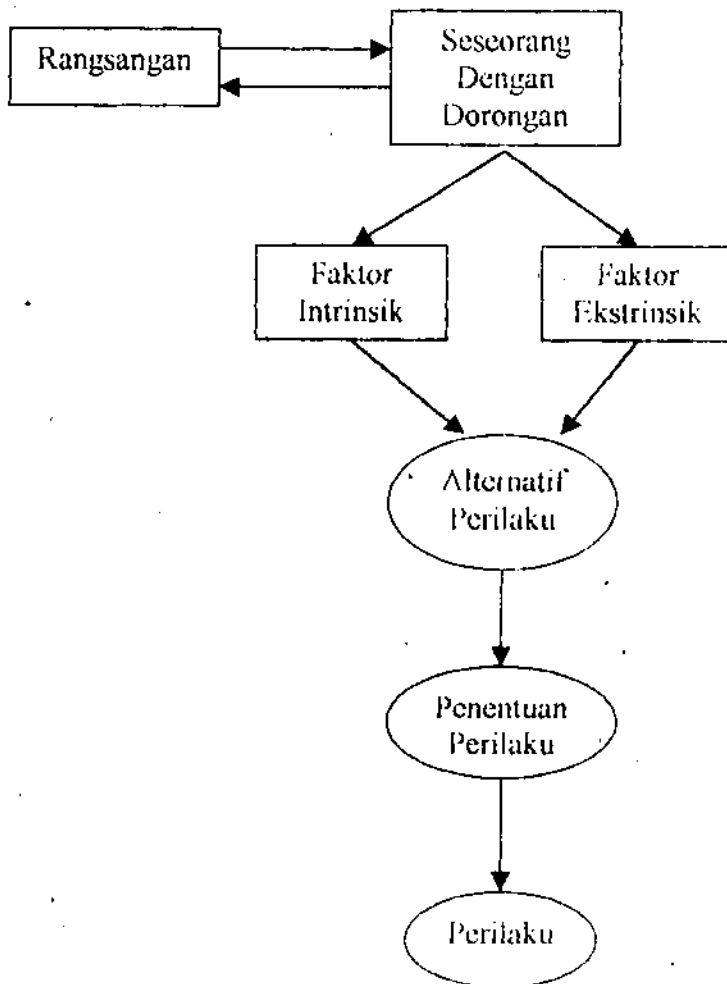 Rangsangan
Seseorang
Dengan
Dorongan
Faktor
Intrinsik
Faktor
Ekstrinsik
Alternatif
Perilaku
Penentuan
Perilaku
Perilaku